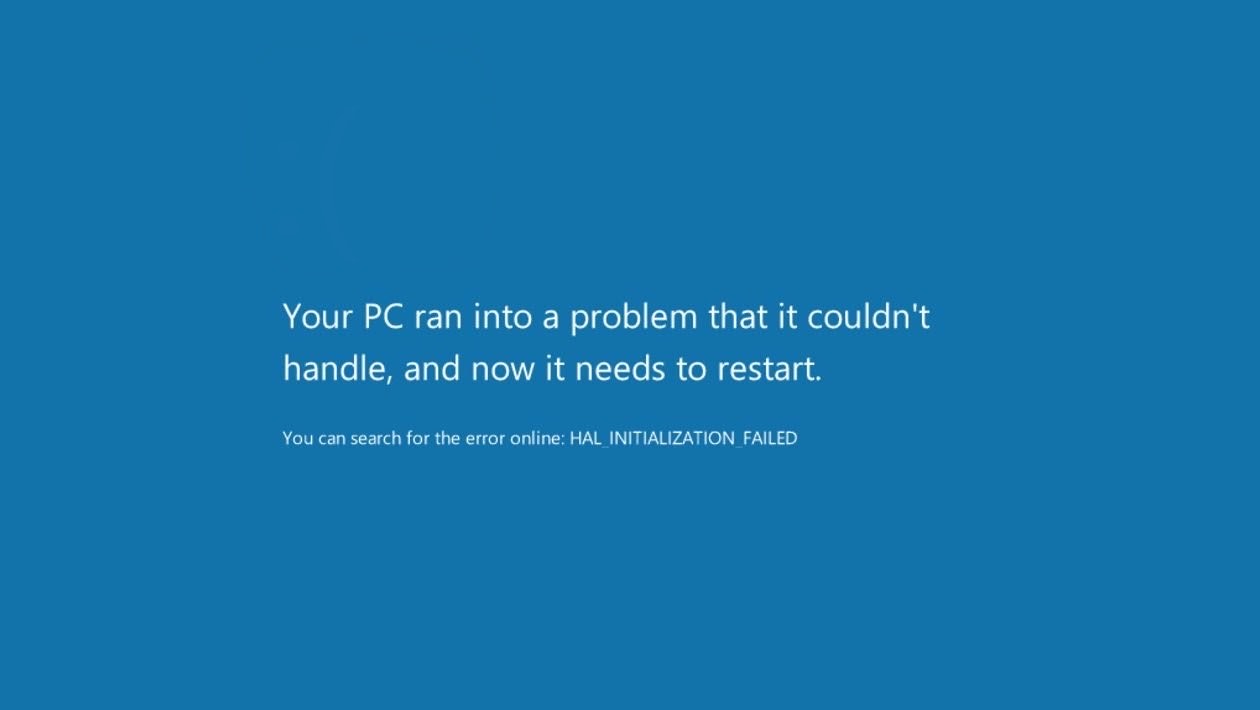 Your PC ran into a problem that it couldn't
handle, and now it needs to restart.
You can search for the error online: HAL_INITIALIZATION_FAILED